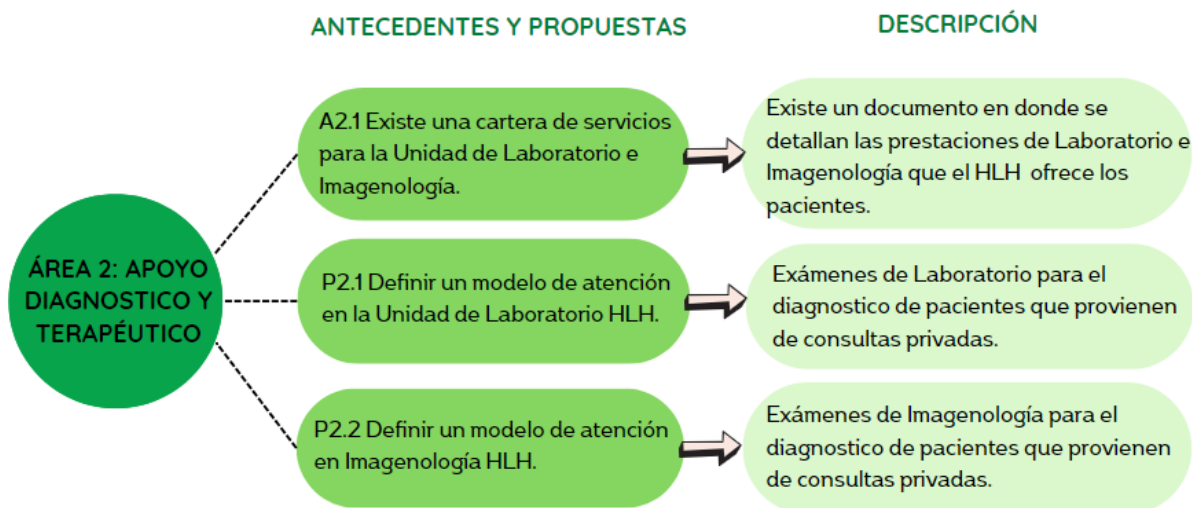 ANTECEDENTES Y PROPUESTAS
DESCRIPCIÓN
ÁREA 2: APOYO
DIAGNOSTICO Y
TERAPÉUTICO
A2.1 Existe una cartera de servicios
para la Unidad de Laboratorio e
Imagenología.
Existe un documento en donde se
detallan las prestaciones de Laboratorio e
Imagenología que el HLH ofrece los
pacientes.
P2.1 Definir un modelo de atención
en la Unidad de Laboratorio HLH.
Exámenes de Laboratorio para el
diagnostico de pacientes que provienen
de consultas privadas.
P2.2 Definir un modelo de atención
en Imagenología HLH.
Exámenes de Imagenología para el
diagnostico de pacientes que provienen
de consultas privadas.